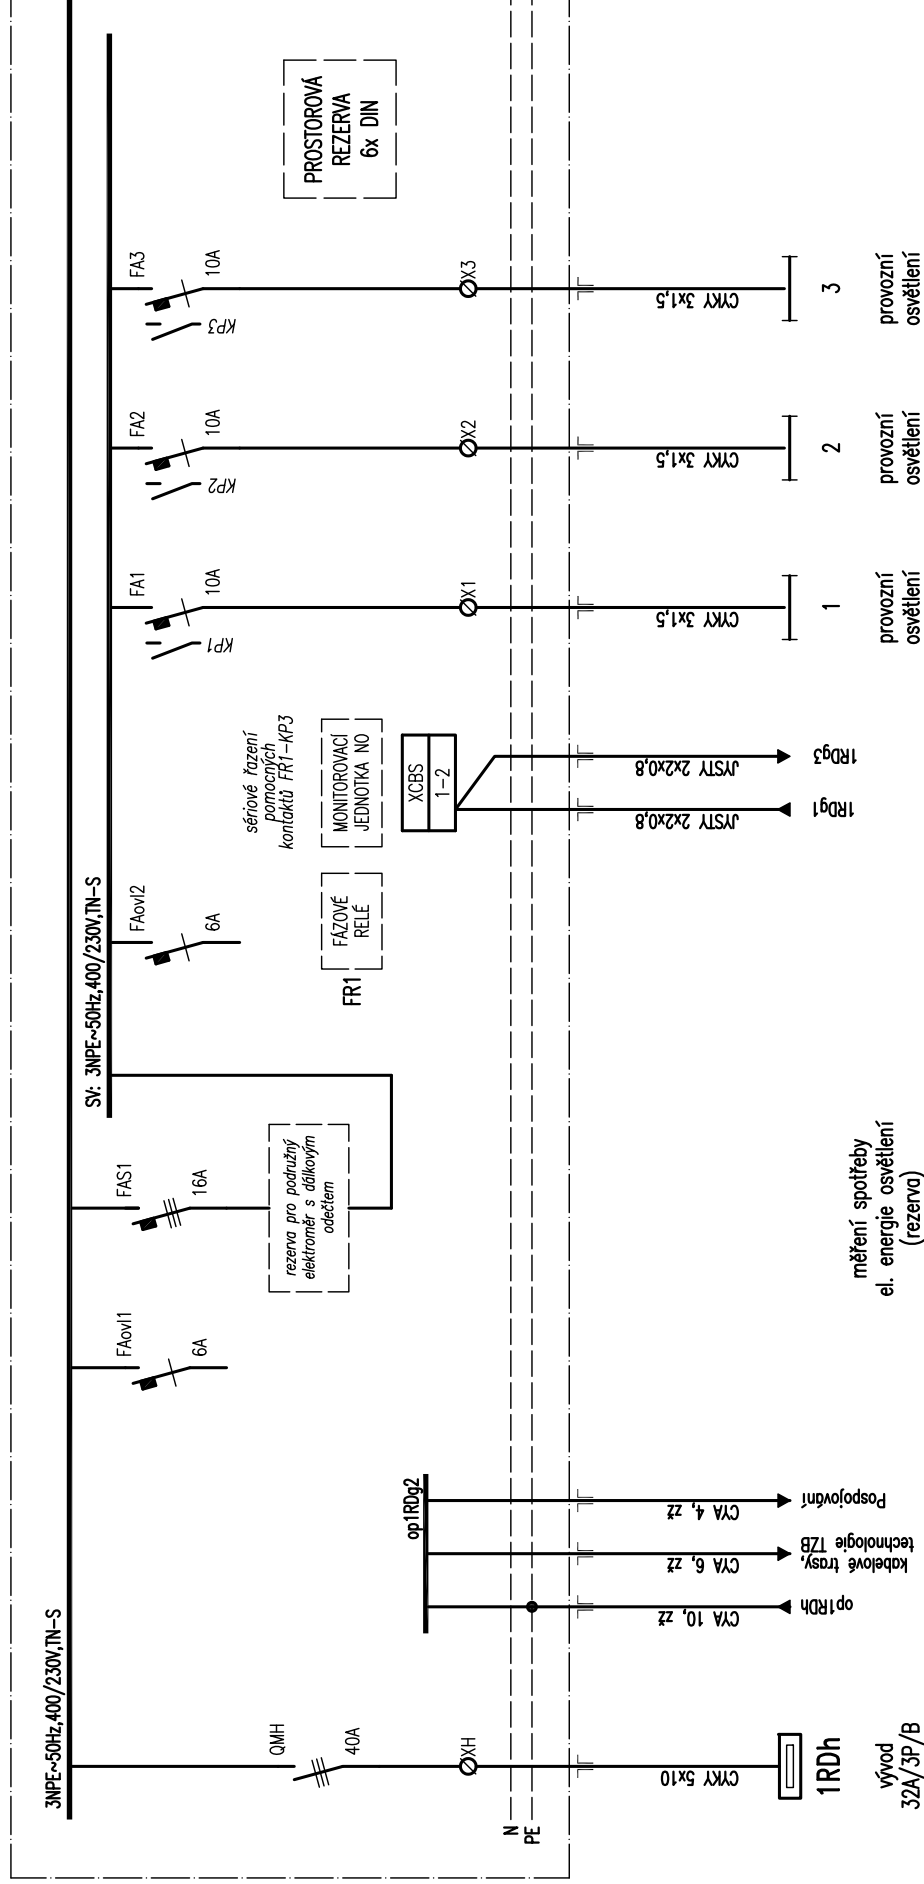 3NPE~50Hz,400/230V,TN-S
QMH
40A
XH
CYKY 5x10
1RDh
vývod
32A/3P/B
N
PE
op1RDg2
CYA 10, zž
op1RDh
CYA 6, zž
kabelové trasy,
technologie TZB
CYA 4, zž
Pospojování
FAovl1
6A
FAS1
16A
rezerva pro podružný
elektroměr s dálkovým
odečtem
měření spotřeby
el. energie osvětlení
(rezerva)
SV: 3NPE~50Hz,400/230V,TN-S
FAovl2
6A
FR1
FÁZOVÉ
RELÉ
sériové řazení
pomocných
kontaktů FR1-KP3
MONITOROVACÍ
JEDNOTKA NO
XCBS
1-2
JYSTY 2x2x0,8
1RDg1
JYSTY 2x2x0,8
1RDg3
FA1
KP1
10A
X1
CYKY 3x1,5
1
provozní
osvětlení
FA2
KP2
10A
X2
CYKY 3x1,5
2
provozní
osvětlení
FA3
KP3
10A
X3
CYKY 3x1,5
3
provozní
osvětlení
PROSTOROVÁ
REZERVA
6x DIN